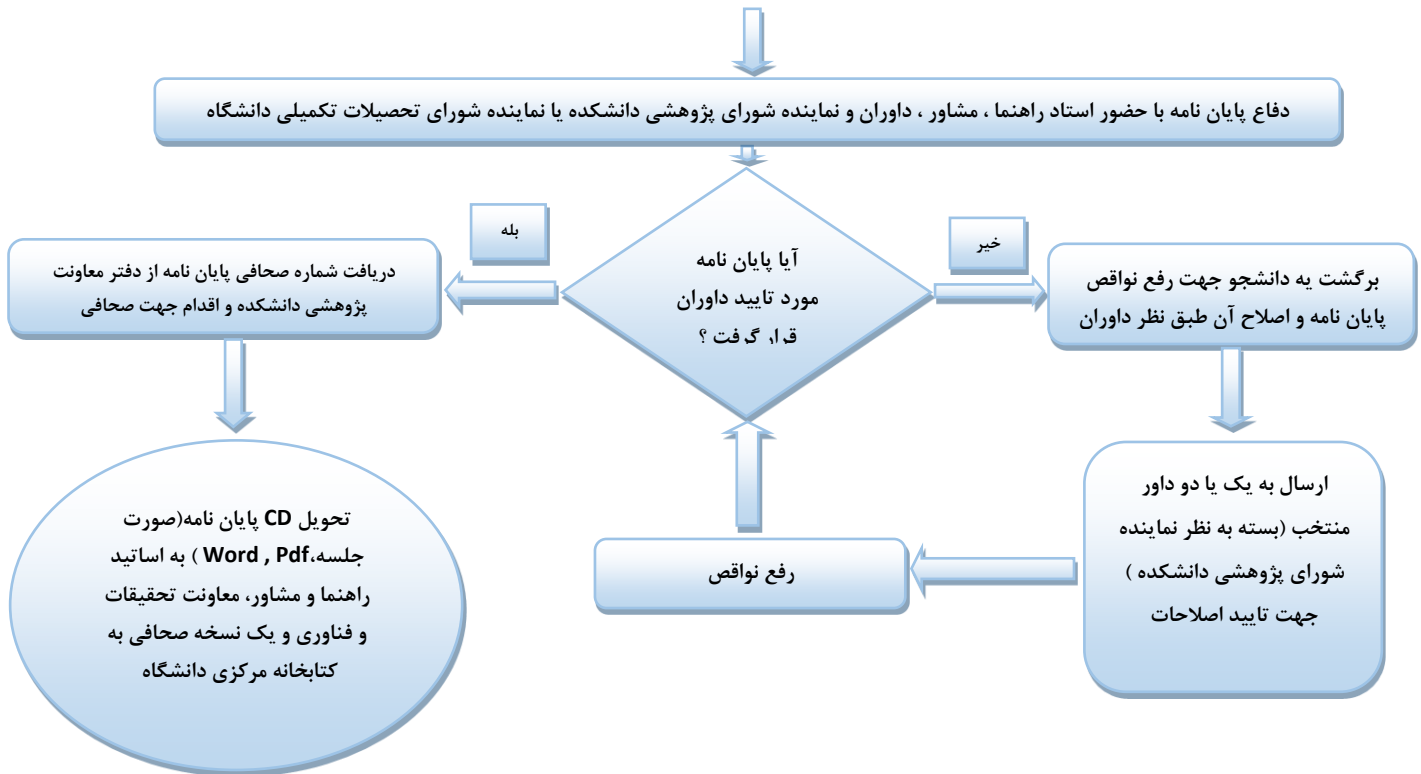 دفاع پایان نامه با حضور استاد راهنما ، مشاور ، داوران و نماینده شورای پژوهشی دانشکده یا نماینده شورای تحصیلات تکمیلی دانشگاه
آیا پایان نامه
مورد تایید داوران
قرار گرفت ؟
خیر
برگشت یه دانشجو جهت رفع نواقص
پایان نامه و اصلاح آن طبق نظر داوران
ارسال به یک یا دو داور
منتخب (بسته به نظر نماینده
شورای پژوهشی دانشکده )
جهت تایید اصلاحات
رفع نواقص
بله
دریافت شماره صحافی پایان نامه از دفتر معاونت
پژوهشی دانشکده و اقدام جهت صحافی
تحویل CD پایان نامه(صورت
جلسه،Word , Pdf ) به اساتید
راهنما و مشاور، معاونت تحقیقات
و فناوری و یک نسخه صحافی به
کتابخانه مرکزی دانشگاه